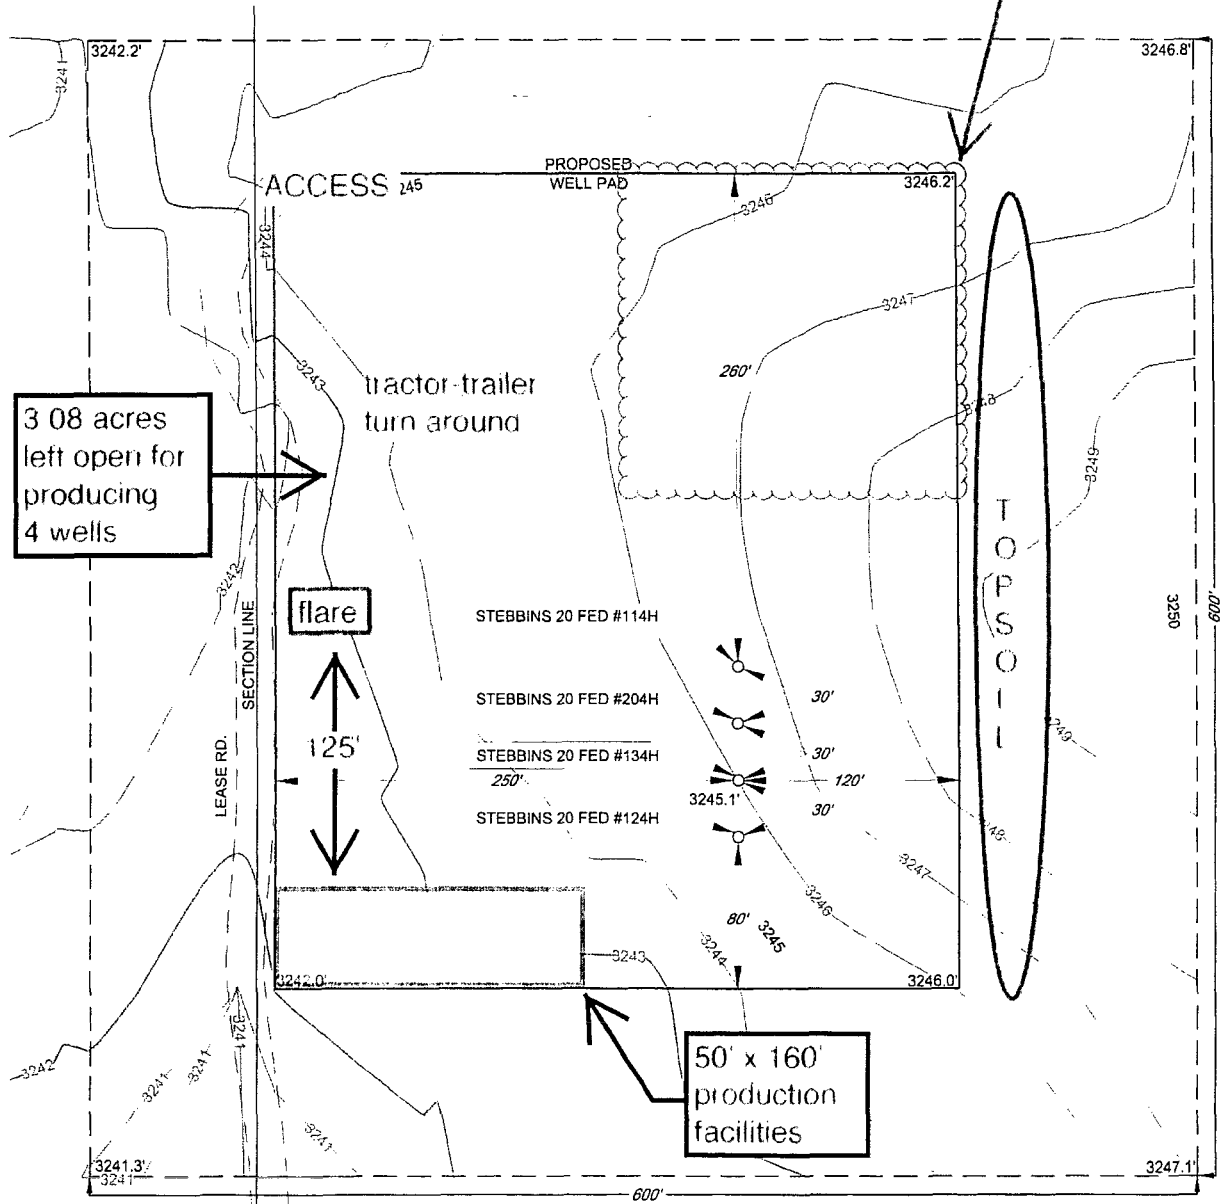 3242.2'
3246.8'
3241
PROPOSED
WELL PAD
ACCESS
3245
3246.2'
3246
3244
3247
3243
260'
tractor-trailer
turn around
3248
3 08 acres
left open for
producing
4 wells
3249
TOPSOIL
3242
flare
STEBBINS 20 FED #114H
3250
600'
SECTION LINE
STEBBINS 20 FED #204H
30'
3249
125'
STEBBINS 20 FED #134H
30'
LEASE RD.
250'
120'
3245.1'
30'
STEBBINS 20 FED #124H
3248
3247
3246
80'
3245
3244
3243
3242.0'
3246.0'
3241
50' x 160'
production
facilities
3242
3241
3241
3241
3241.3'
3241
3247.1'
600'